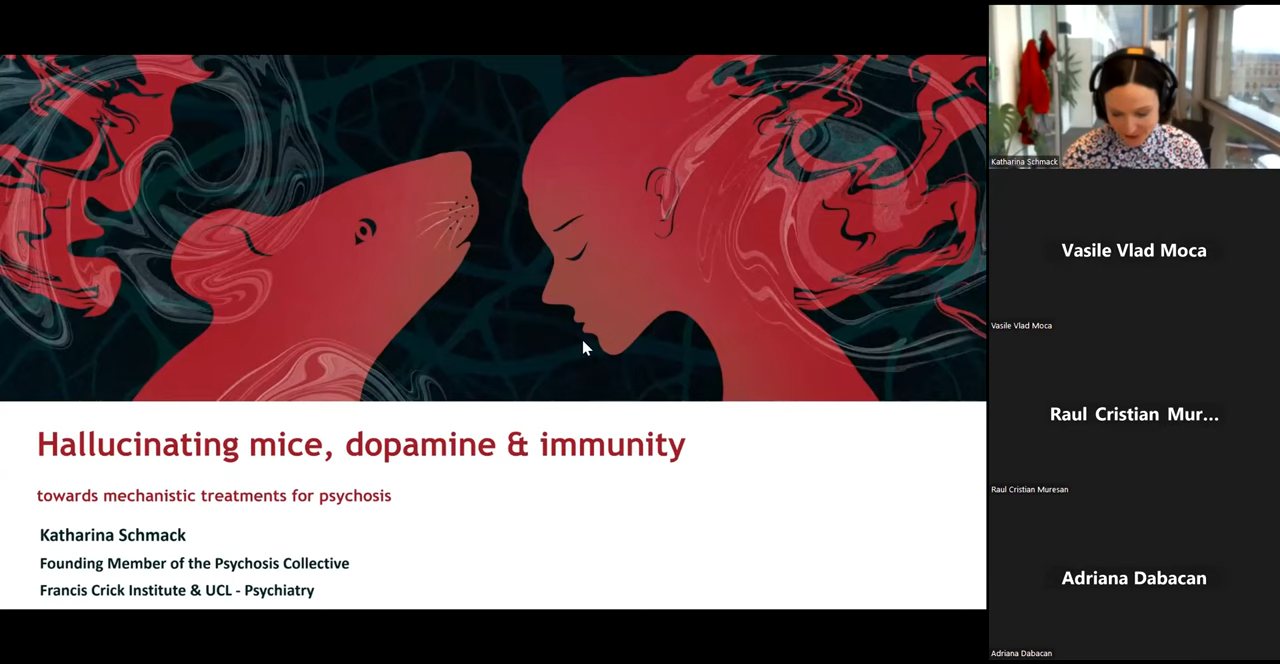 Hallucinating mice, dopamine & immunity
towards mechanistic treatments for psychosis
Katharina Schmack
Founding Member of the Psychosis Collective
Francis Crick Institute & UCL - Psychiatry
Katharina Schmack
Vasile Vlad Moca
Vasile Vlad Moca
Raul Cristian Mur...
Raul Cristian Muresan
Adriana Dabacan
Adriana Dabacan